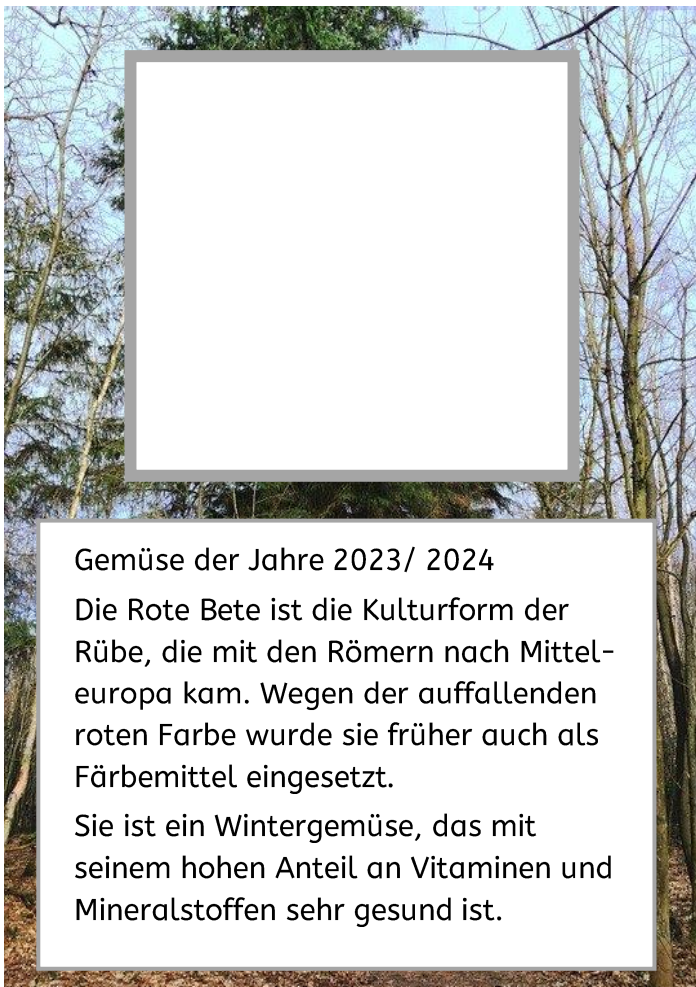 Gemüse der Jahre 2023/ 2024
Die Rote Bete ist die Kulturform der
Rübe, die mit den Römern nach Mittel-
europa kam. Wegen der auffallenden
roten Farbe wurde sie früher auch als
Färbemittel eingesetzt.
Sie ist ein Wintergemüse, das mit
seinem hohen Anteil an Vitaminen und
Mineralstoffen sehr gesund ist.